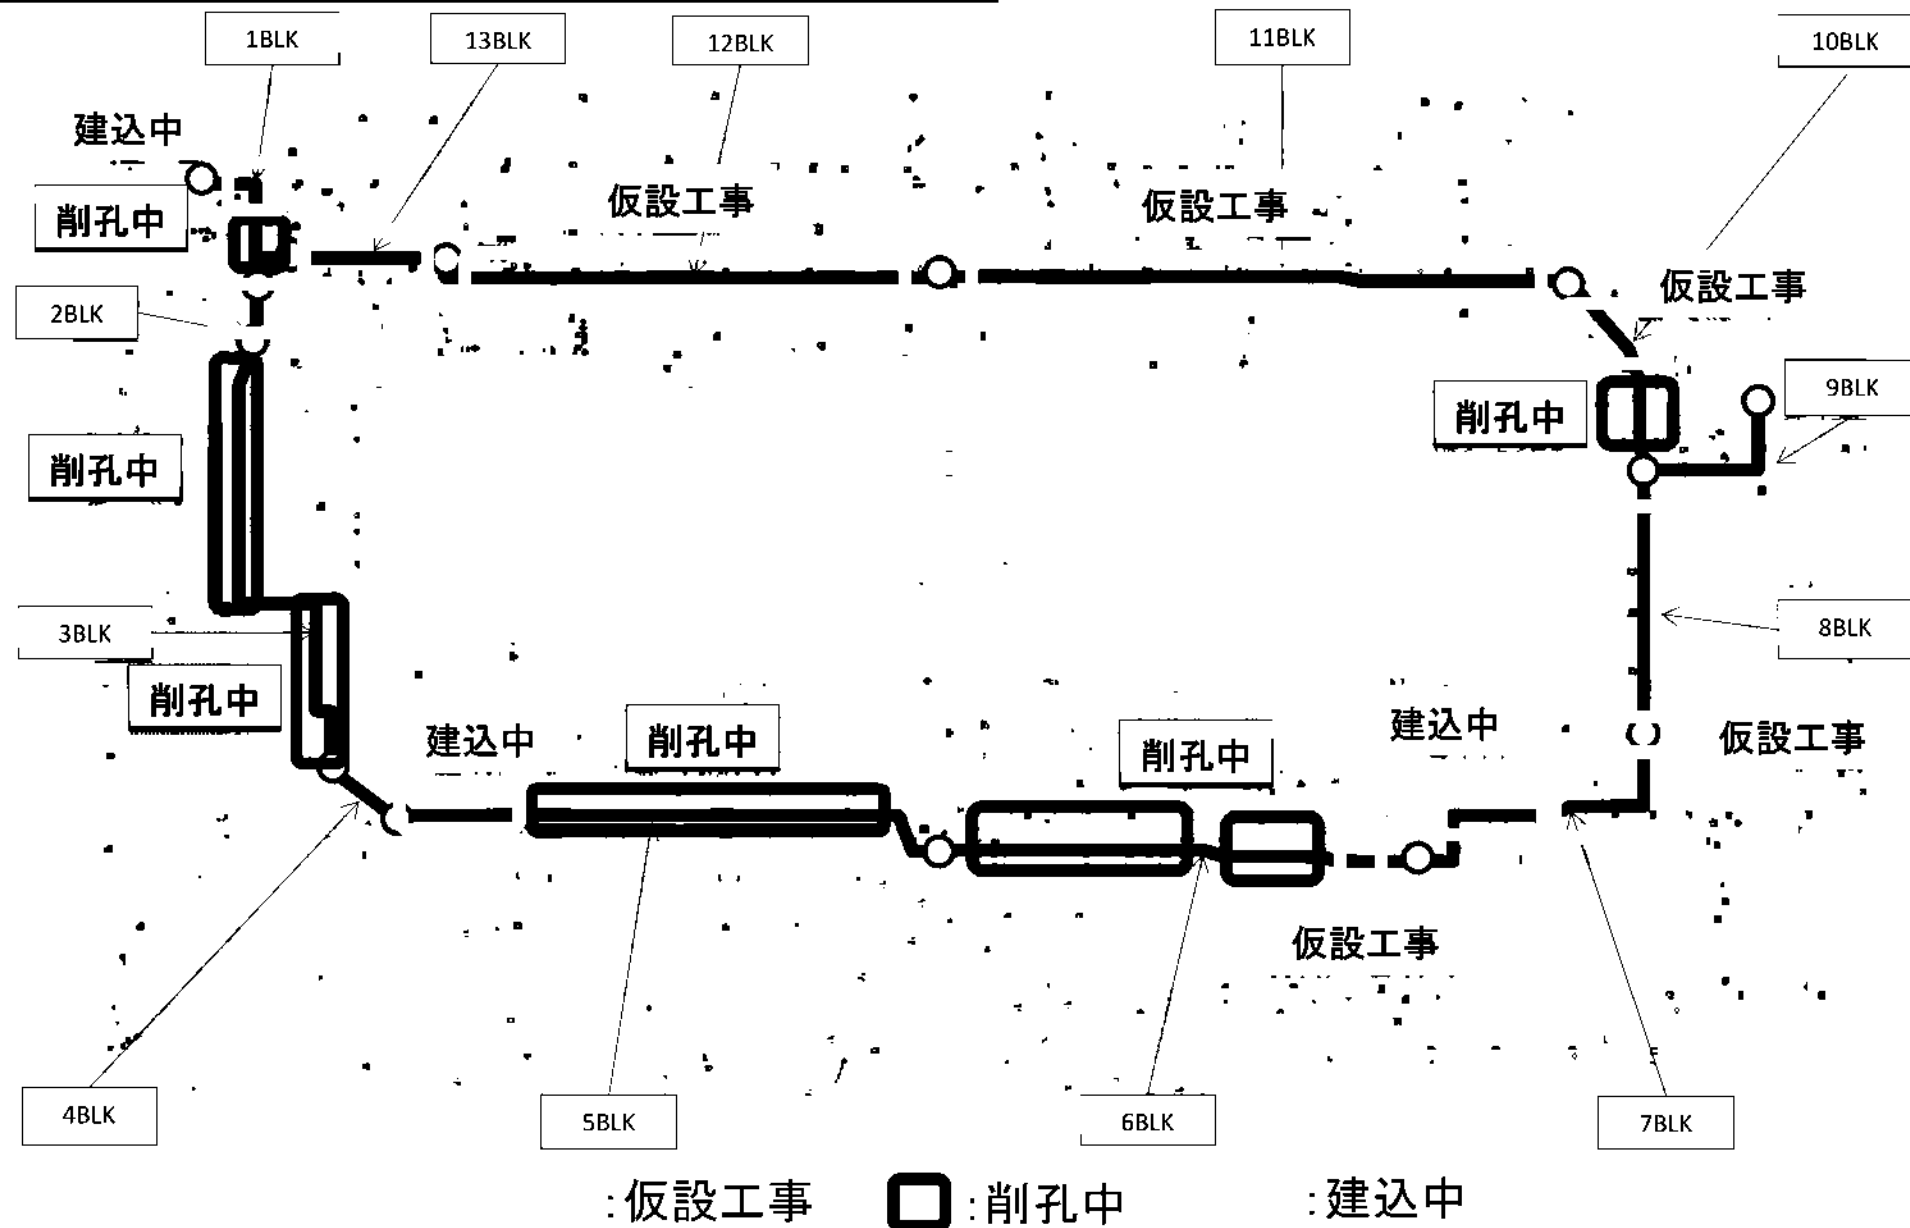 1BLK
13BLK
12BLK
11BLK
10BLK
建込中
削孔中
仮設工事
仮設工事
仮設工事
2BLK
9BLK
削孔中
削孔中
3BLK
8BLK
削孔中
建込中
削孔中
削孔中
建込中
仮設工事
仮設工事
4BLK
5BLK
6BLK
7BLK
:仮設工事 :削孔中 :建込中